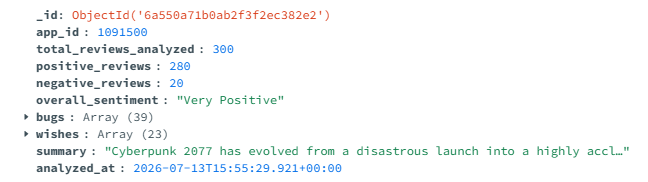 _id: ObjectId('6a550a71b0ab2f3f2ec382e2')
app_id : 1091500
total_reviews_analyzed : 300
positive_reviews : 280
negative_reviews : 20
overall_sentiment : "Very Positive"
bugs : Array (39)
wishes : Array (23)
summary : "Cyberpunk 2077 has evolved from a disastrous launch into a highly accl…"
analyzed_at : 2026-07-13T15:55:29.921+00:00